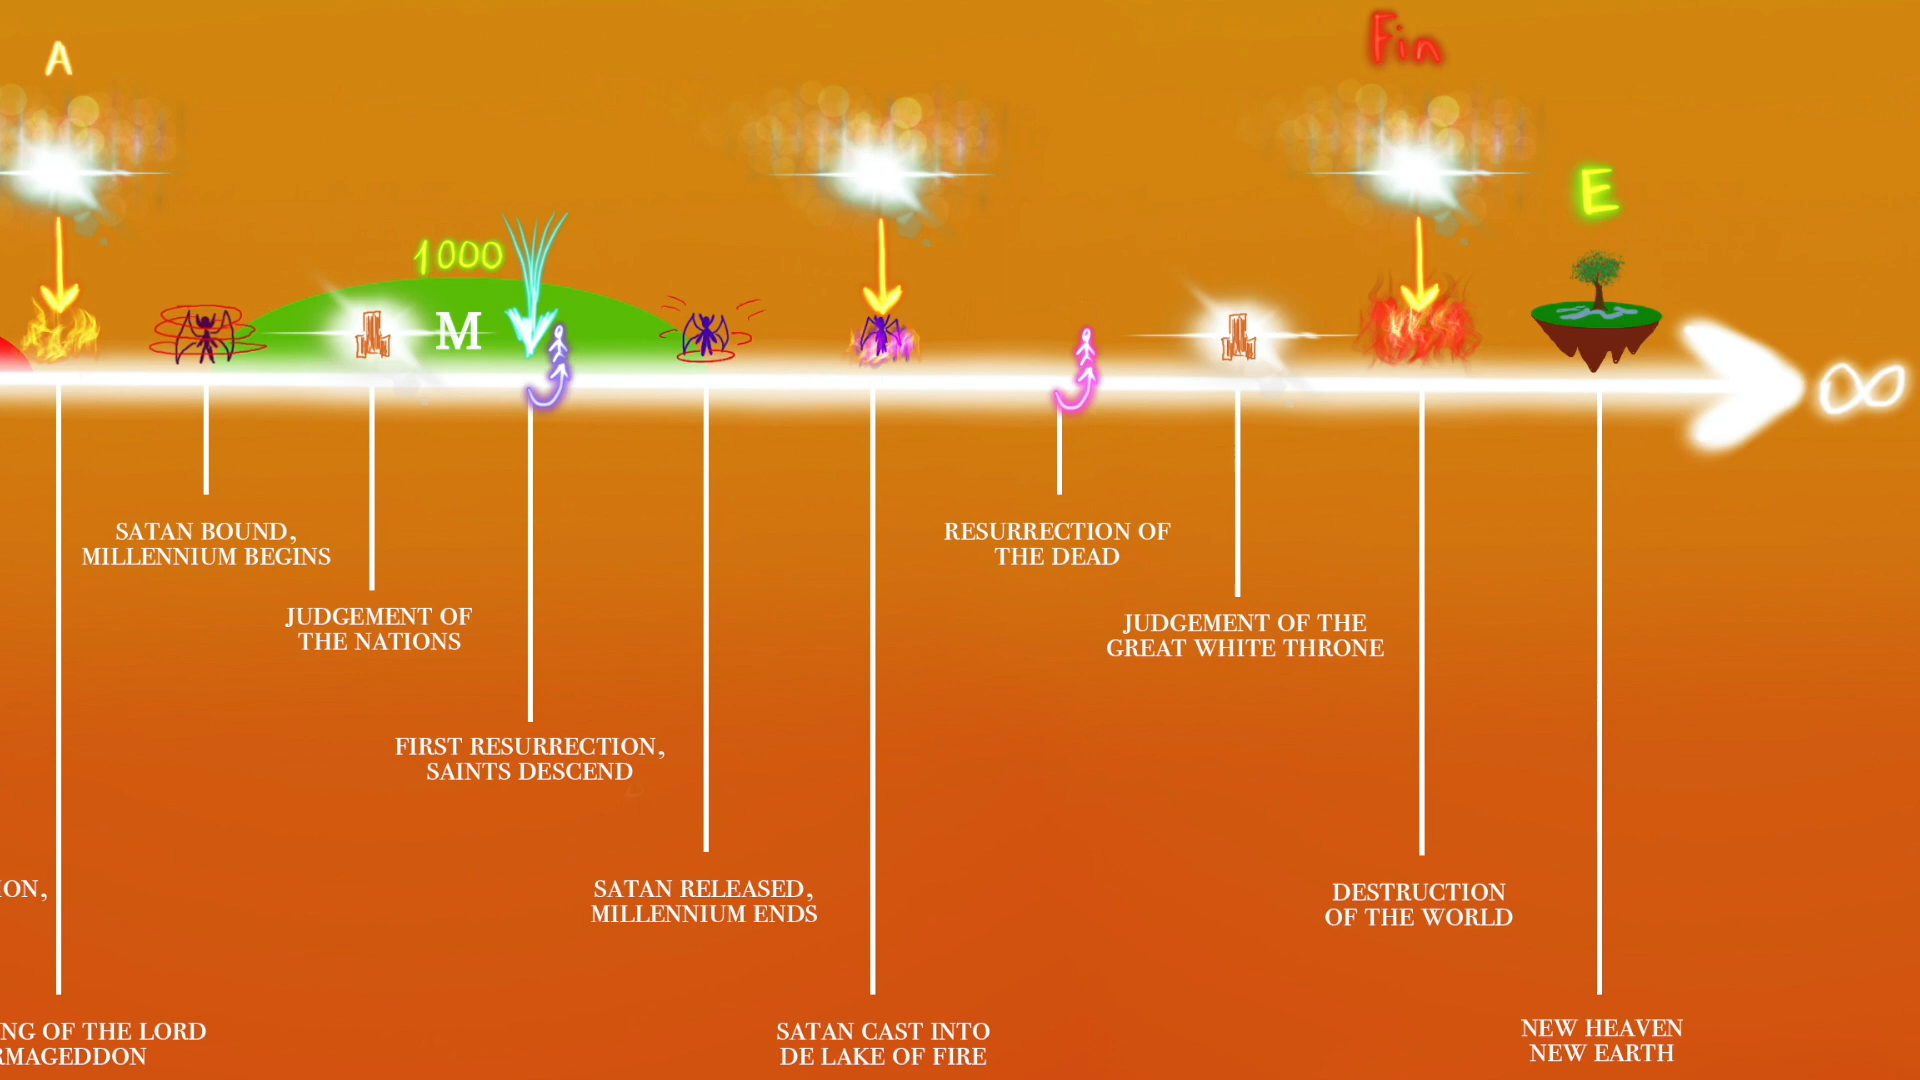 A
Fin
E
1000
M
∞
SATAN BOUND,
MILLENNIUM BEGINS
JUDGEMENT OF
THE NATIONS
FIRST RESURRECTION,
SAINTS DESCEND
SATAN RELEASED,
MILLENNIUM ENDS
RESURRECTION OF
THE DEAD
JUDGEMENT OF THE
GREAT WHITE THRONE
DESTRUCTION
OF THE WORLD
ION,
NG OF THE LORD
RMAGEDDON
SATAN CAST INTO
DE LAKE OF FIRE
NEW HEAVEN
NEW EARTH